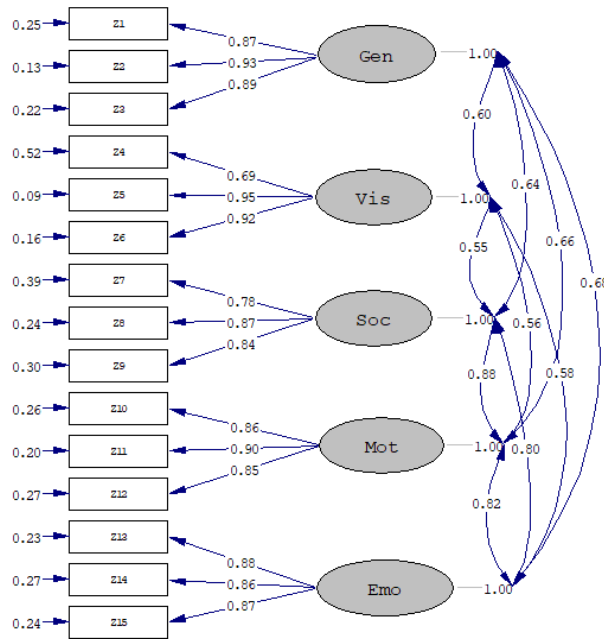 0.25 Z1
0.87 Gen 1.00
0.13 Z2 0.93
0.22 Z3 0.89
0.60
0.52 Z4
0.69
0.64
0.09 Z5 0.95 Vis 1.00
0.16 Z6 0.92
0.55 0.66
0.39 Z7
0.68
0.78
0.24 Z8 0.87 Soc 1.00 0.56
0.30 Z9 0.84
0.88 0.58
0.26 Z10
0.86
0.20 Z11 0.90 Mot 1.00 0.80
0.27 Z12 0.85
0.82
0.23 Z13
0.88
0.27 Z14 0.86 Emo 1.00
0.24 Z15 0.87